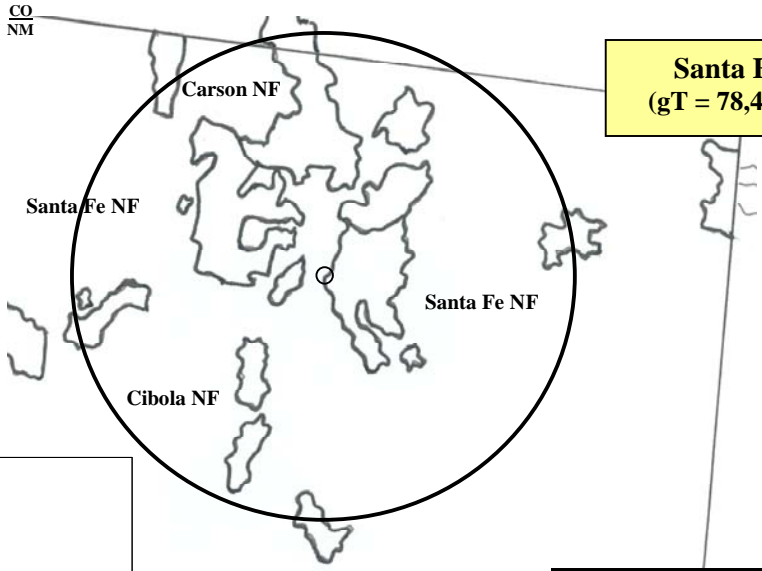 CO
NM
Santa
(gT = 78,4
Carson NF
Santa Fe NF
Santa Fe NF
Cibola NF